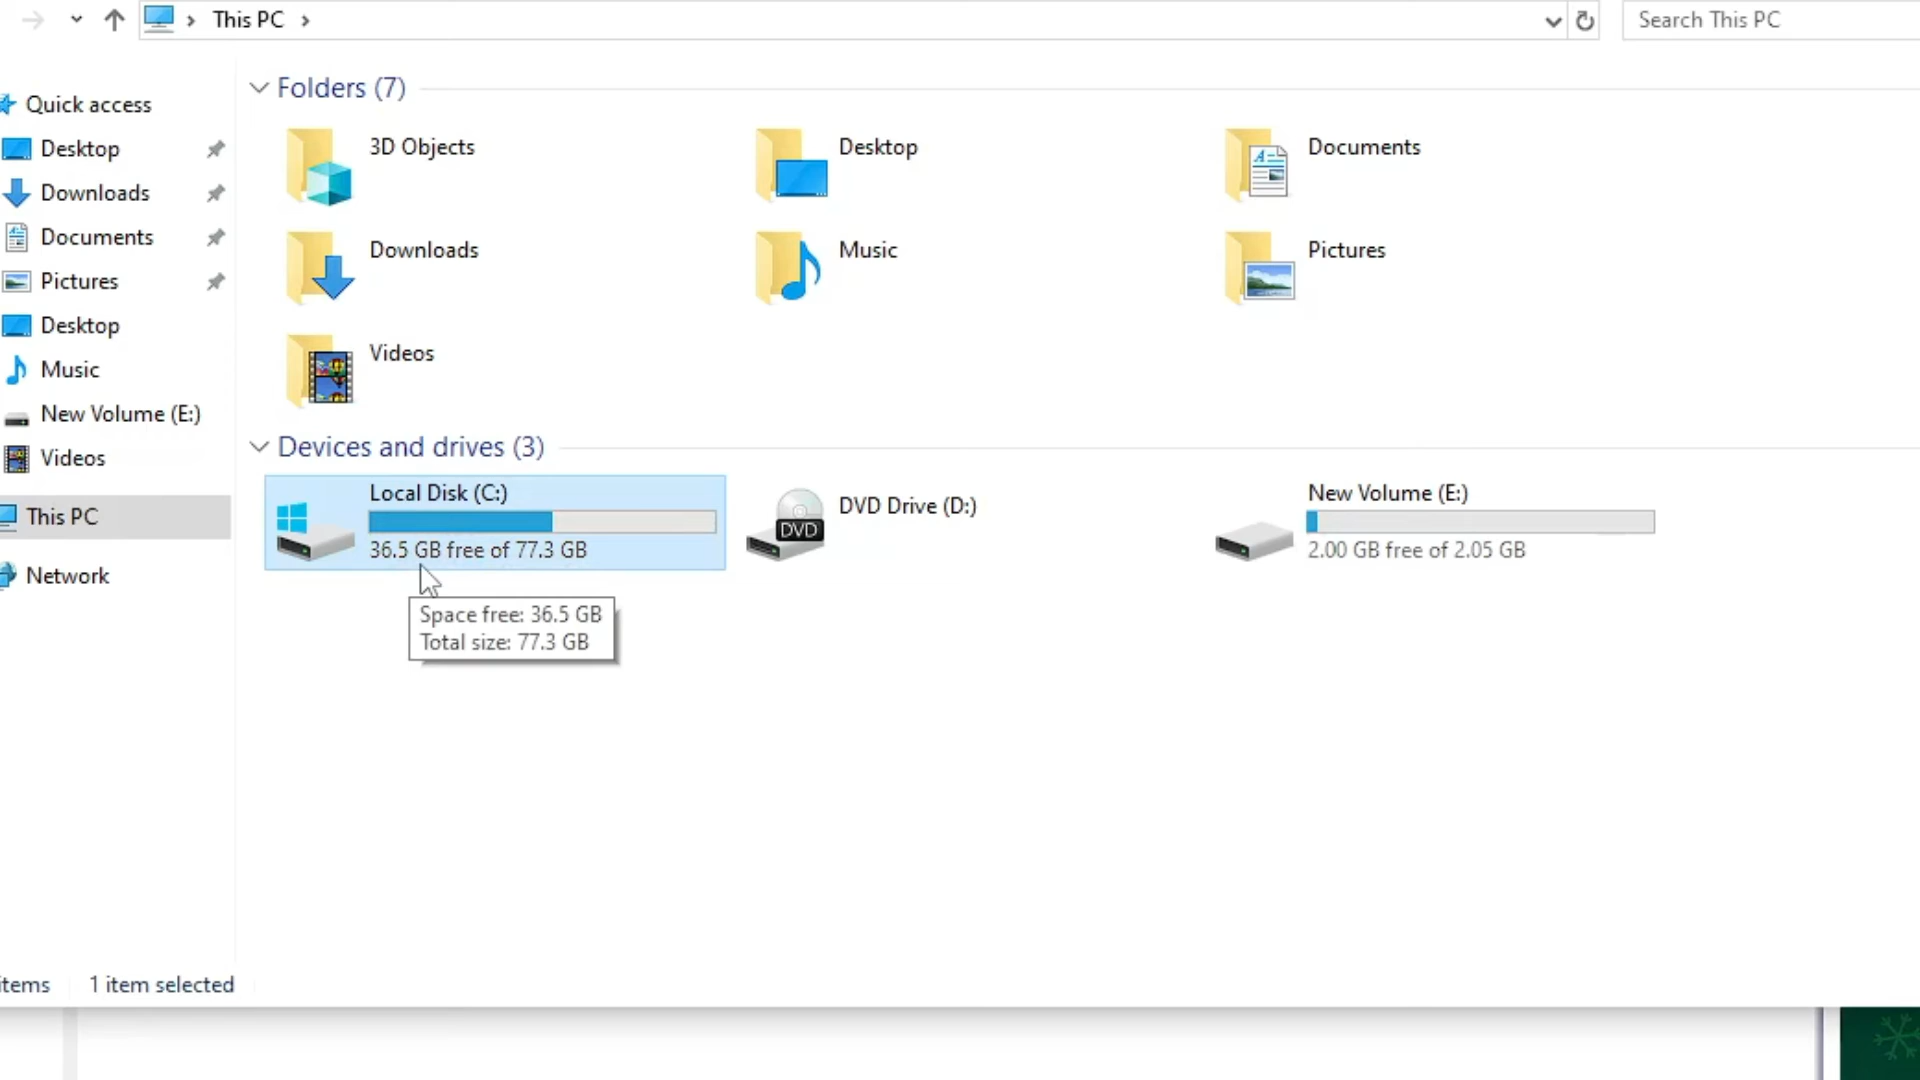 This PC
Search This PC
Quick access
Desktop
Downloads
Documents
Pictures
Desktop
Music
New Volume (E:)
Videos
This PC
Network
Folders (7)
3D Objects
Desktop
Documents
Downloads
Music
Pictures
Videos
Devices and drives (3)
Local Disk (C:)
36.5 GB free of 77.3 GB
DVD
DVD Drive (D:)
New Volume (E:)
2.00 GB free of 2.05 GB
Space free: 36.5 GB
Total size: 77.3 GB
items
1 item selected